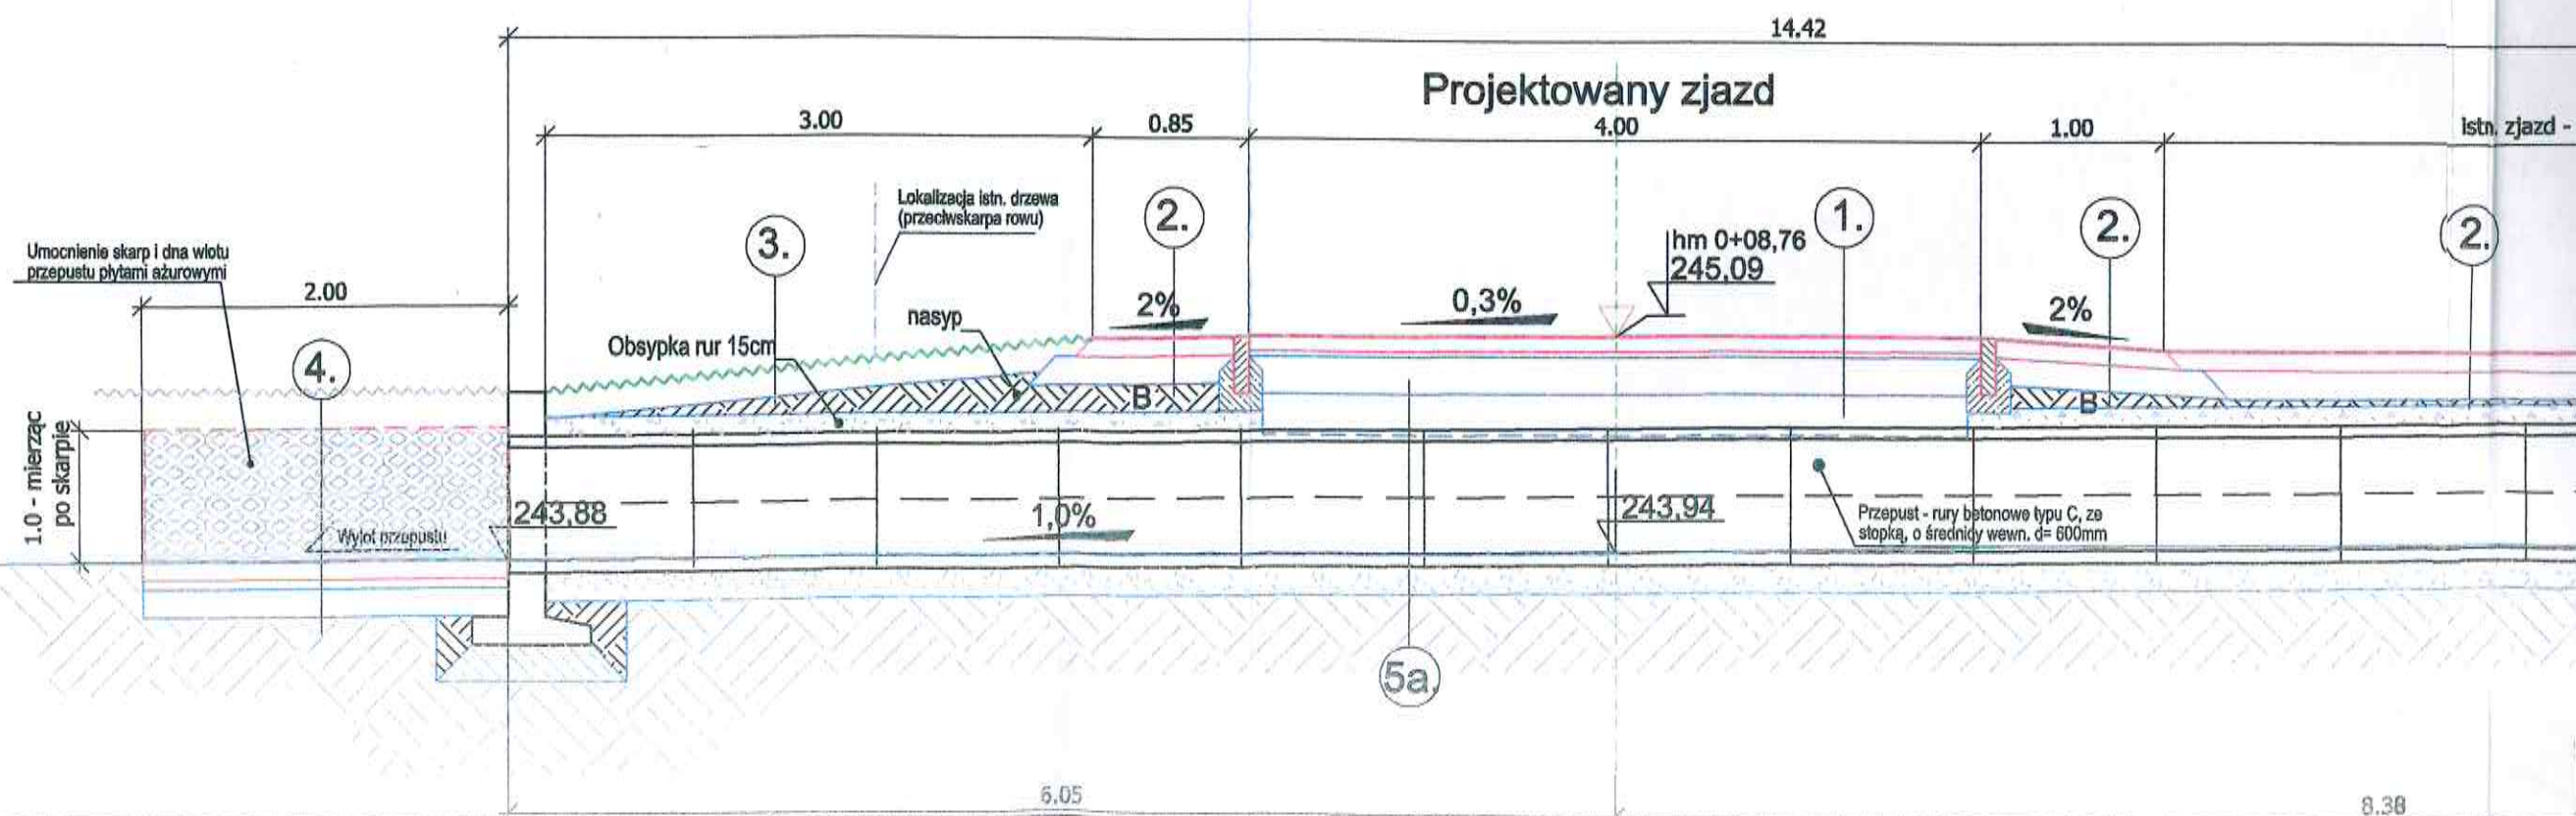 14.42
Projektowany zjazd
3.00
0.85
4.00
1.00
istn. zjazd -
Lokalizacja istn. drzewa
(przeciwskarpa rowu)
2.
3.
1.
2.
2.
hm 0+08,76
245,09
Umocnienie skarp i dna wlotu
przepustu płytami ażurowymi
2.00
2%
0,3%
2%
nasyp
Obsypka rur 15cm
4.
B
B
1.0 - mierząc
po skarpie
243,88
Wylot przepustu
1,0%
243,94
Przepust - rury betonowe typu C, ze
stopką, o średnicy wewn. d= 600mm
5a.
6.05
8.38